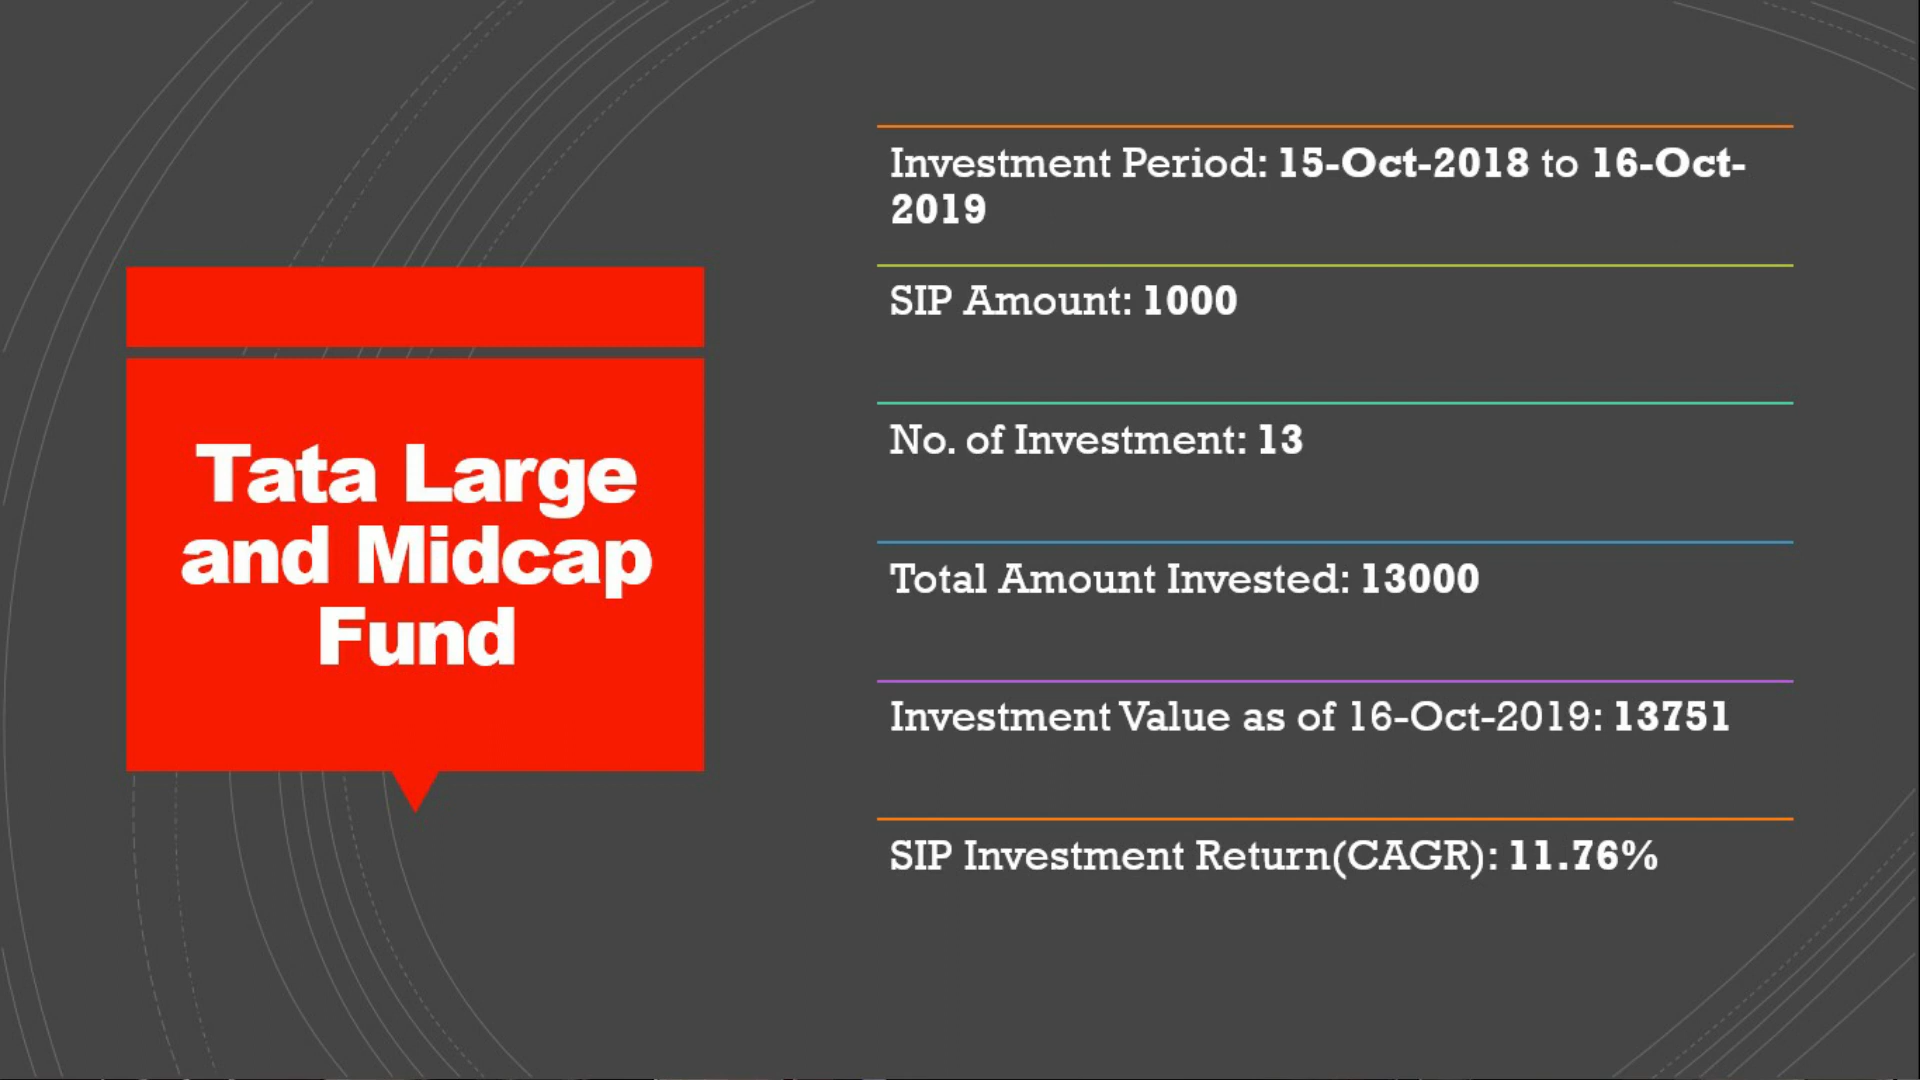 Tata Large
and Midcap
Fund
Investment Period: 15-Oct-2018 to 16-Oct-
2019
SIP Amount: 1000
No. of Investment: 13
Total Amount Invested: 13000
Investment Value as of 16-Oct-2019: 13751
SIP Investment Return(CAGR): 11.76%